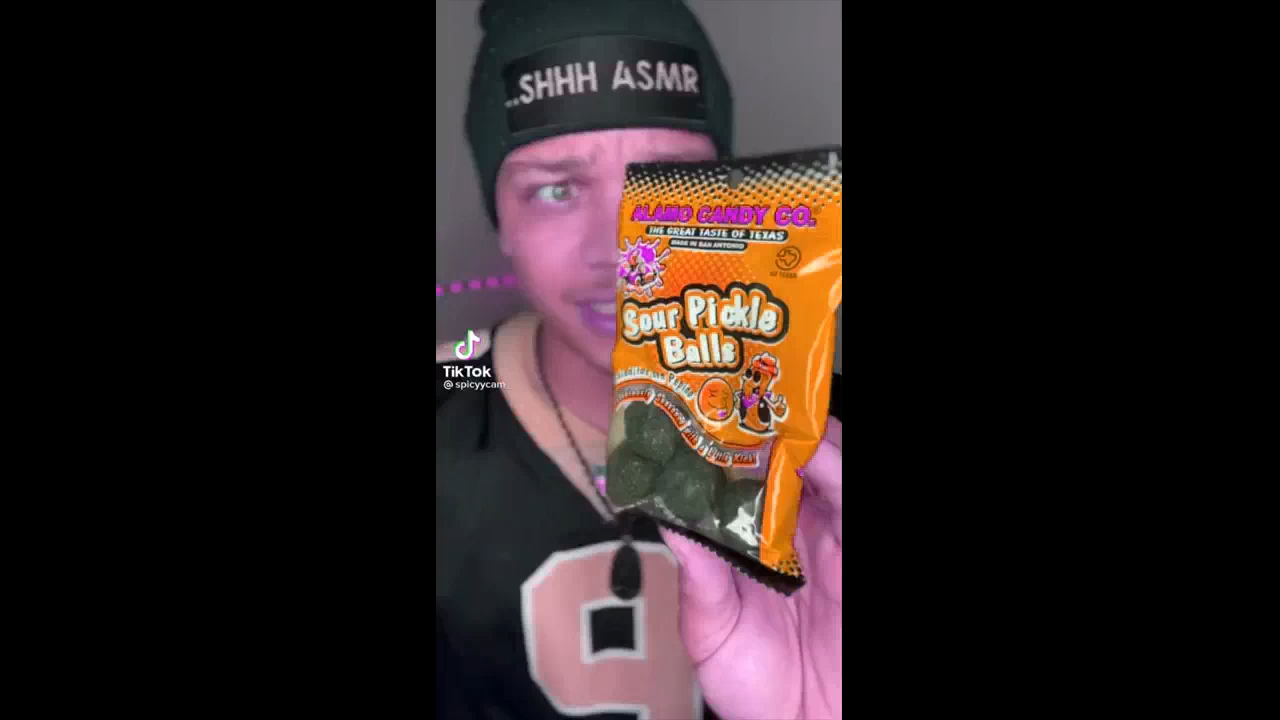 ...SHHH ASMR
ALAMO CANDY CO.
THE GREAT TASTE OF TEXAS
MADE IN SAN ANTONIO
Sour Pickle
Balls
TikTok
@ spicyycam
9